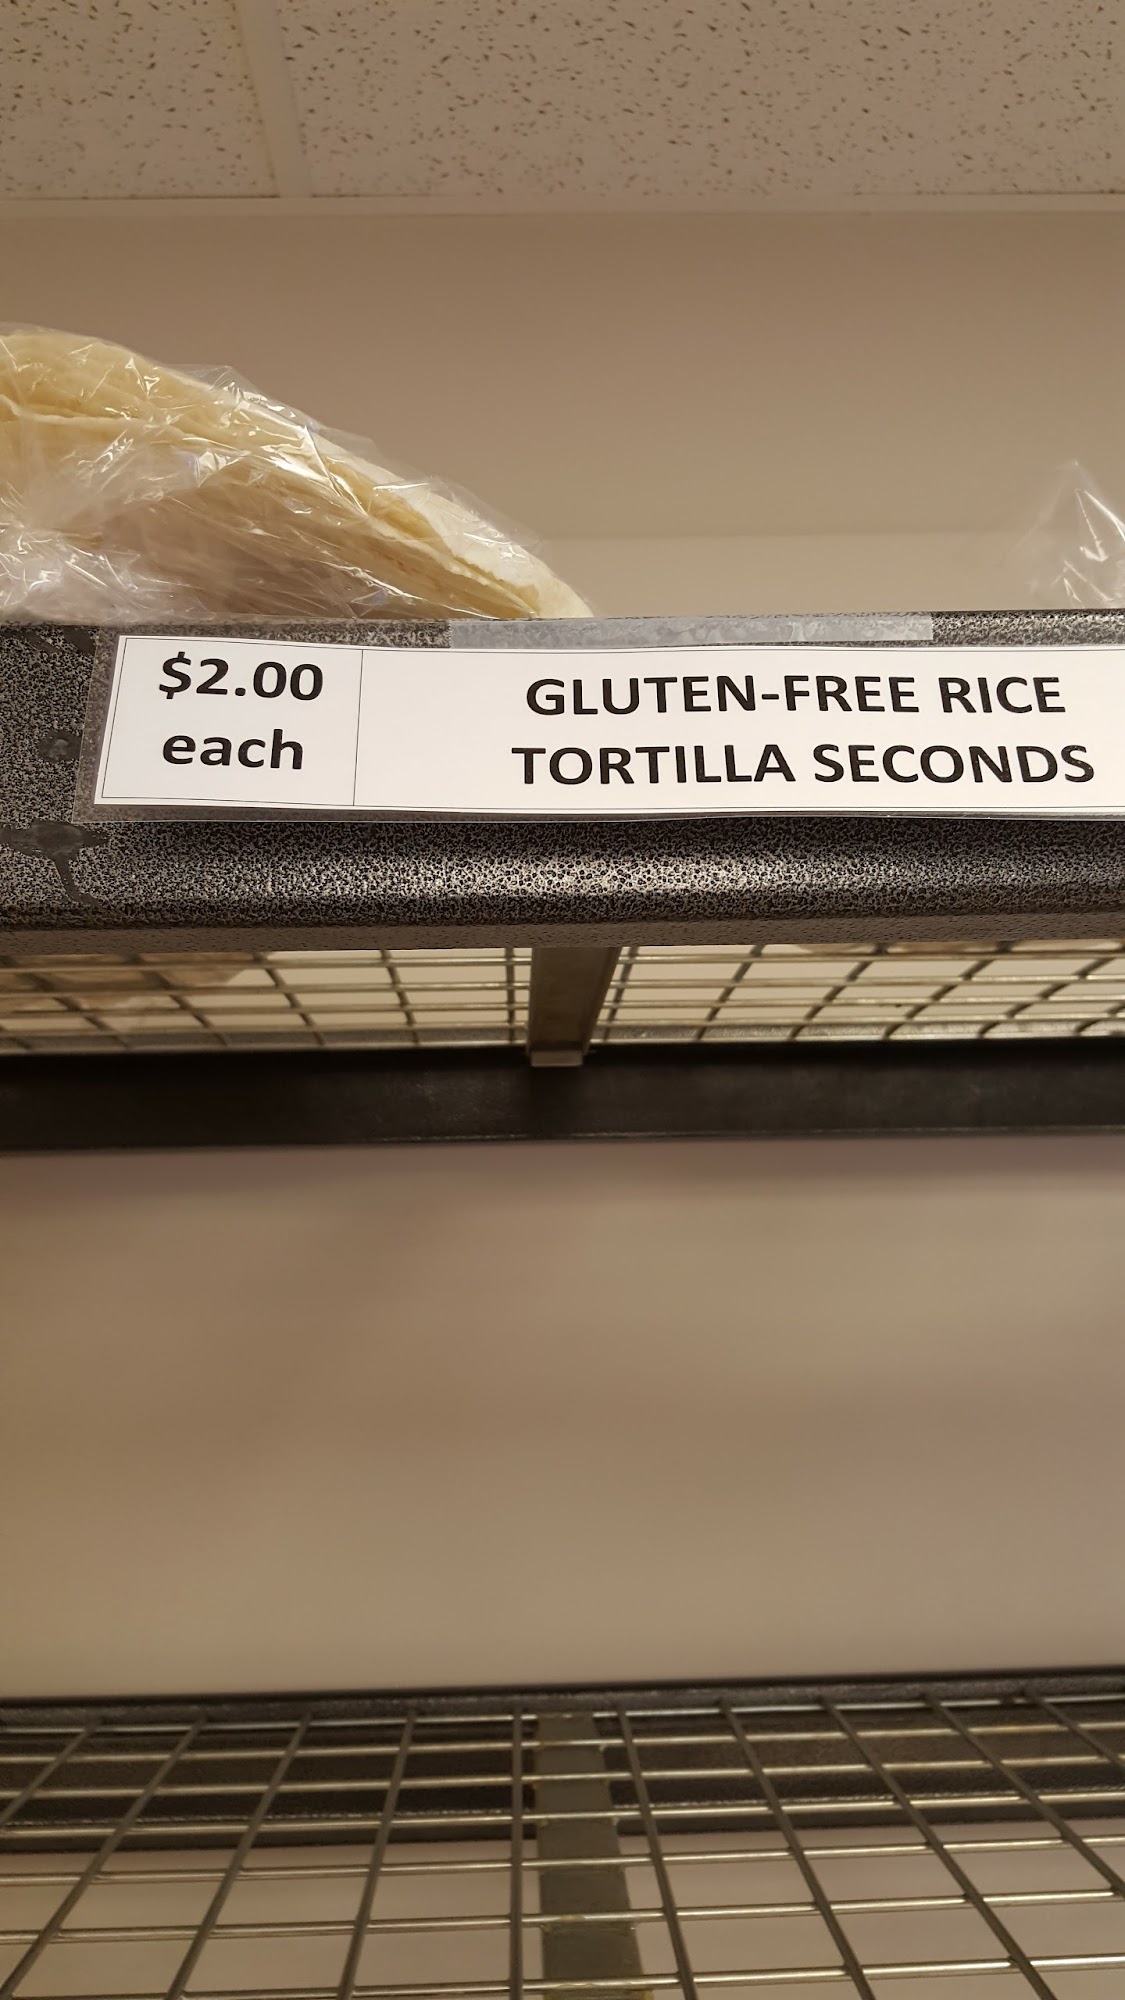 $2.00
each
GLUTEN-FREE RICE
TORTILLA SECONDS